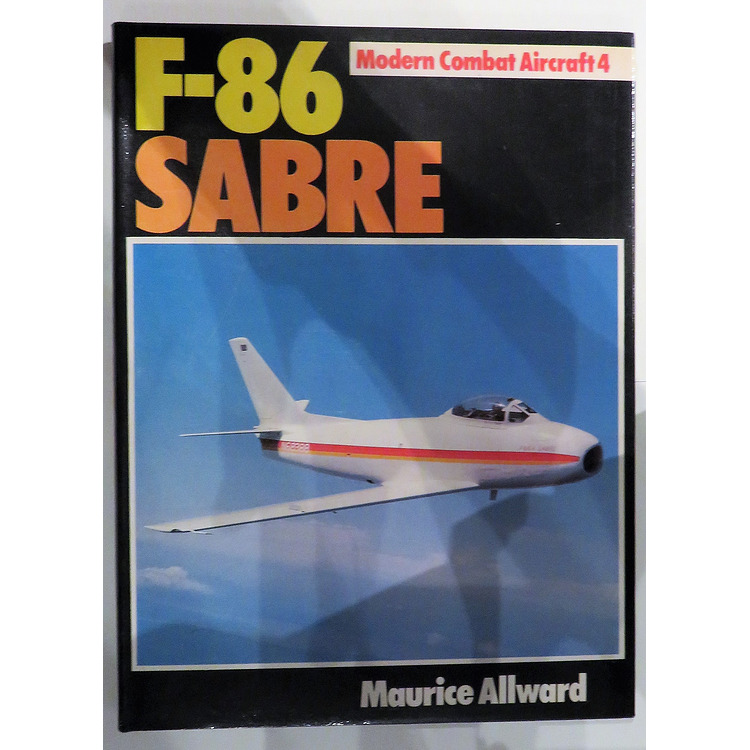 F-86
Modern Combat Aircraft 4
SABRE
Maurice Allward